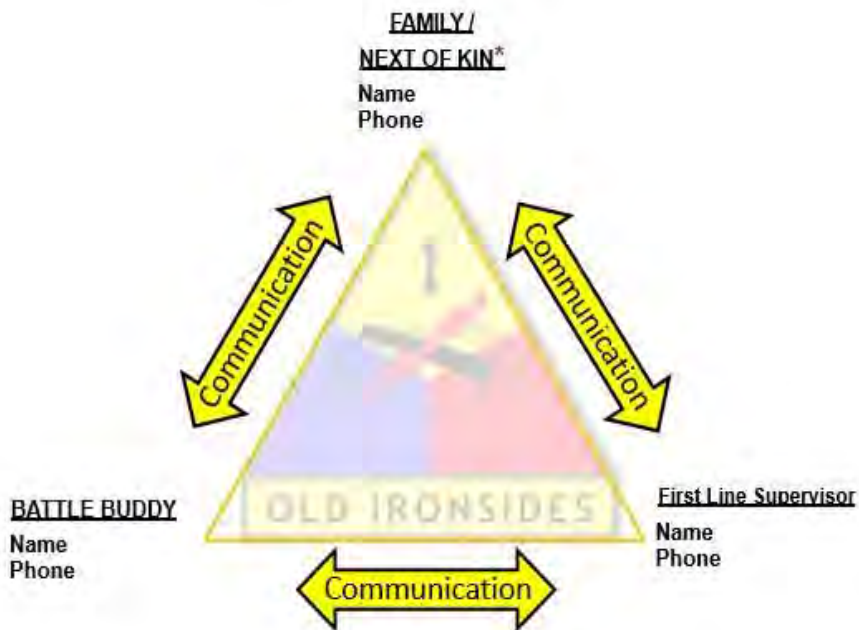 FAMILY /
NEXT OF KIN*
Name
Phone
Communication
Communication
1
OLD IRONSIDES
BATTLE BUDDY
Name
Phone
First Line Supervisor
Name
Phone
Communication